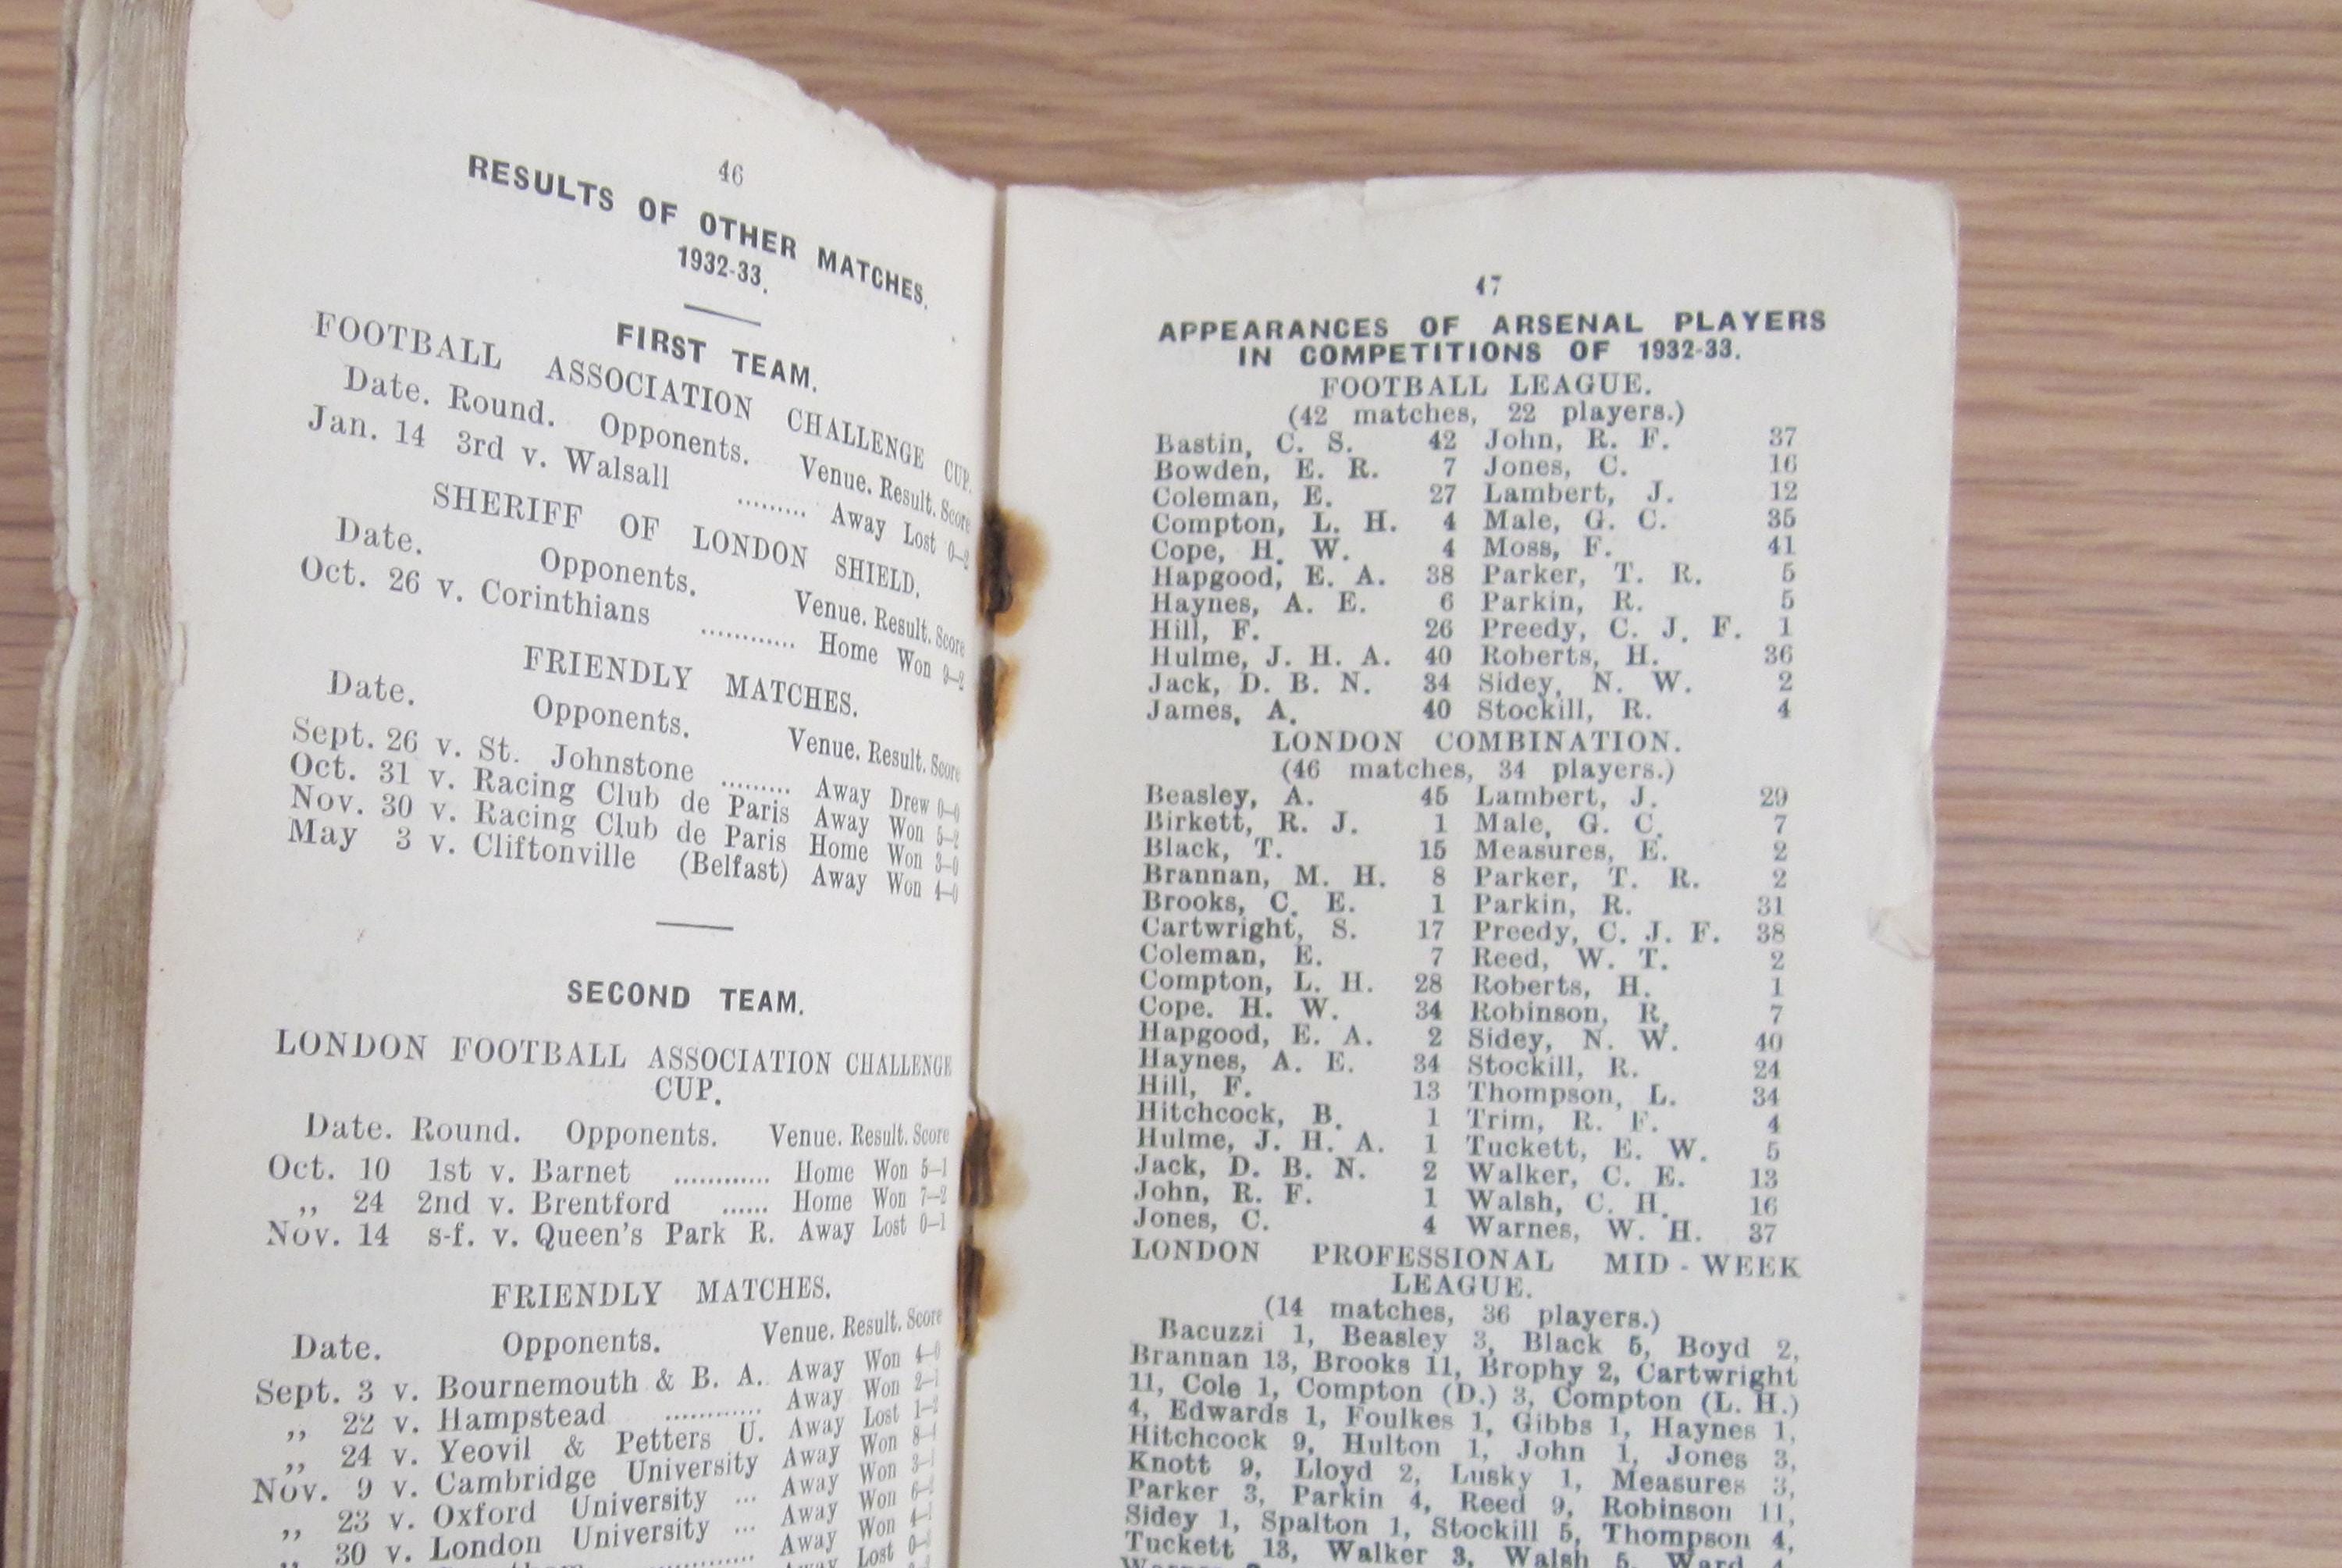 46
RESULTS OF OTHER MATCHES.
1932-33.
FIRST TEAM.
FOOTBALL ASSOCIATION CHALLENGE CUP.
Date. Round. Opponents. Venue. Result. Score
Jan. 14 3rd v. Walsall ......... Away Lost 0—2
SHERIFF OF LONDON SHIELD.
Date. Opponents. Venue. Result. Score
Oct. 26 v. Corinthians ............ Home Won 9—2
FRIENDLY MATCHES.
Date. Opponents. Venue. Result. Score
Sept. 26 v. St. Johnstone ......... Away Drew 0—0
Oct. 31 v. Racing Club de Paris Away Won 5—2
Nov. 30 v. Racing Club de Paris Home Won 3—0
May 3 v. Cliftonville (Belfast) Away Won 4—0
SECOND TEAM.
LONDON FOOTBALL ASSOCIATION CHALLENGE
CUP.
Date. Round. Opponents. Venue. Result. Score
Oct. 10 1st v. Barnet ............ Home Won 5—1
,, 24 2nd v. Brentford ...... Home Won 7—2
Nov. 14 s-f. v. Queen's Park R. Away Lost 0—1
FRIENDLY MATCHES.
Date. Opponents. Venue. Result. Score
Sept. 3 v. Bournemouth & B. A. Away Won 4—0
,, 22 v. Hampstead ............ Away Won 2—1
,, 24 v. Yeovil & Petters U. Away Lost 1—2
Nov. 9 v. Cambridge University Away Won
,, 23 v. Oxford University ... Away Won
,, 30 v. London University ... Away Won
Away Won
Away Lost
47
APPEARANCES OF ARSENAL PLAYERS
IN COMPETITIONS OF 1932-33.
FOOTBALL LEAGUE.
(42 matches, 22 players.)
Bastin, C. S. 42 John, R. F. 37
Bowden, E. R. 7 Jones, C. 16
Coleman, E. 27 Lambert, J. 12
Compton, L. H. 4 Male, G. C. 35
Cope, H. W. 4 Moss, F. 41
Hapgood, E. A. 38 Parker, T. R. 5
Haynes, A. E. 6 Parkin, R. 5
Hill, F. 26 Preedy, C. J. F. 1
Hulme, J. H. A. 40 Roberts, H. 36
Jack, D. B. N. 34 Sidey, N. W. 2
James, A. 40 Stockill, R. 4
LONDON COMBINATION.
(46 matches, 34 players.)
Beasley, A. 45 Lambert, J. 29
Birkett, R. J. 1 Male, G. C. 7
Black, T. 15 Measures, E. 2
Brannan, M. H. 8 Parker, T. R. 2
Brooks, C. E. 1 Parkin, R. 31
Cartwright, S. 17 Preedy, C. J. F. 38
Coleman, E. 7 Reed, W. T. 2
Compton, L. H. 28 Roberts, H. 1
Cope. H. W. 34 Robinson, R. 7
Hapgood, E. A. 2 Sidey, N. W. 40
Haynes, A. E. 34 Stockill, R. 24
Hill, F. 13 Thompson, L. 34
Hitchcock, B. 1 Trim, R. F. 4
Hulme, J. H. A. 1 Tuckett, E. W. 5
Jack, D. B. N. 2 Walker, C. E. 13
John, R. F. 1 Walsh, C. H. 16
Jones, C. 4 Warnes, W. H. 37
LONDON PROFESSIONAL MID-WEEK
LEAGUE.
(14 matches, 36 players.)
Bacuzzi 1, Beasley 3, Black 5, Boyd 2,
Brannan 13, Brooks 11, Brophy 2, Cartwright
11, Cole 1, Compton (D.) 3, Compton (L. H.)
4, Edwards 1, Foulkes 1, Gibbs 1, Haynes 1,
Hitchcock 9, Hulton 1, John 1, Jones 3,
Knott 9, Lloyd 2, Lusky 1, Measures 3,
Parker 3, Parkin 4, Reed 9, Robinson 11,
Sidey 1, Spalton 1, Stockill 5, Thompson 4,
Tuckett 13, Walker 3, Walsh 5, Ward 4,